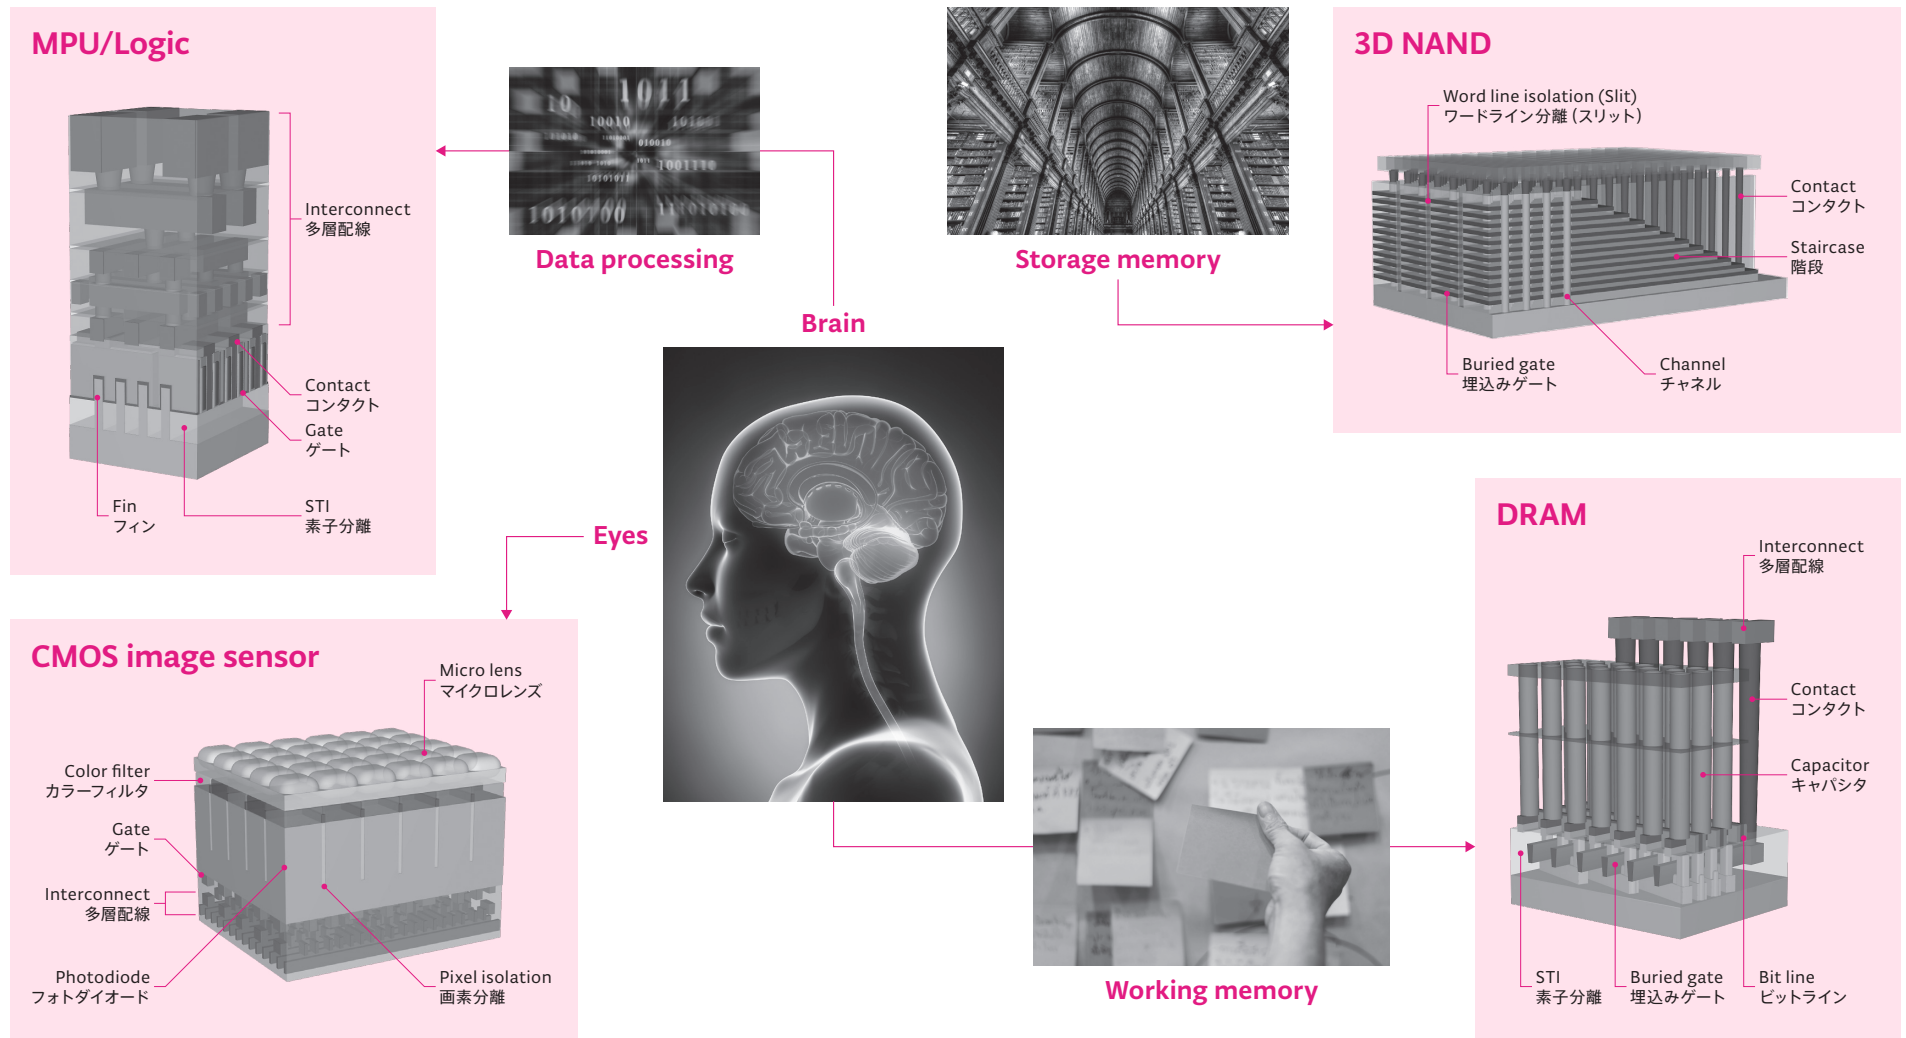 MPU/Logic
Interconnect
多層配線
Contact
コンタクト
Gate
ゲート
Fin
フィン
STI
素子分離
1011
10
10010
010010
1001110
10101011
1010700
Data processing
Storage memory
3D NAND
Word line isolation (Slit)
ワードライン分離 (スリット)
Contact
コンタクト
Staircase
階段
Buried gate
埋込みゲート
Channel
チャネル
Brain
Eyes
CMOS image sensor
Micro lens
マイクロレンズ
Color filter
カラーフィルタ
Gate
ゲート
Interconnect
多層配線
Photodiode
フォトダイオード
Pixel isolation
画素分離
Working memory
DRAM
Interconnect
多層配線
Contact
コンタクト
Capacitor
キャパシタ
STI
素子分離
Buried gate
埋込みゲート
Bit line
ビットライン